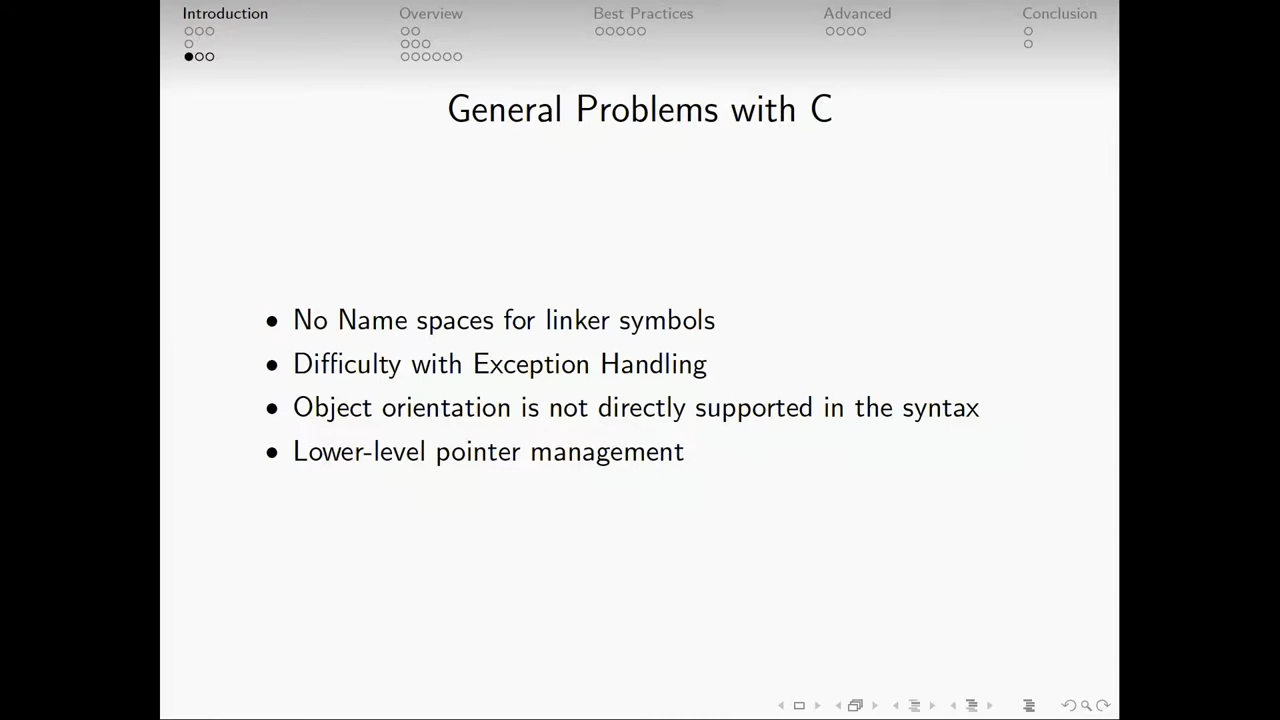 Introduction
Overview
Best Practices
Advanced
Conclusion
General Problems with C
• No Name spaces for linker symbols
• Difficulty with Exception Handling
• Object orientation is not directly supported in the syntax
• Lower-level pointer management